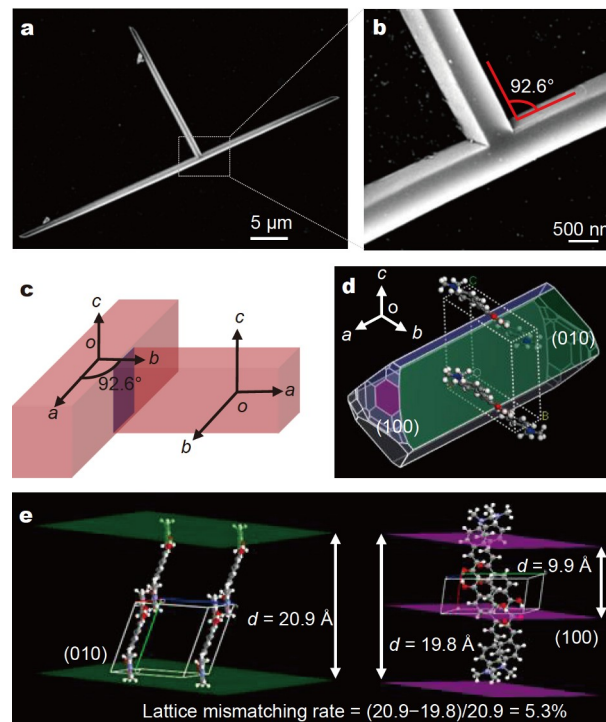 a
5 μm
b
92.6°
500 nm
c
c
o
b
92.6°
a
c
a
o
b
d
c
o
a
b
(010)
(100)
B
e
(010)
d = 20.9 Å
d = 19.8 Å
d = 9.9 Å
(100)
Lattice mismatching rate = (20.9−19.8)/20.9 = 5.3%